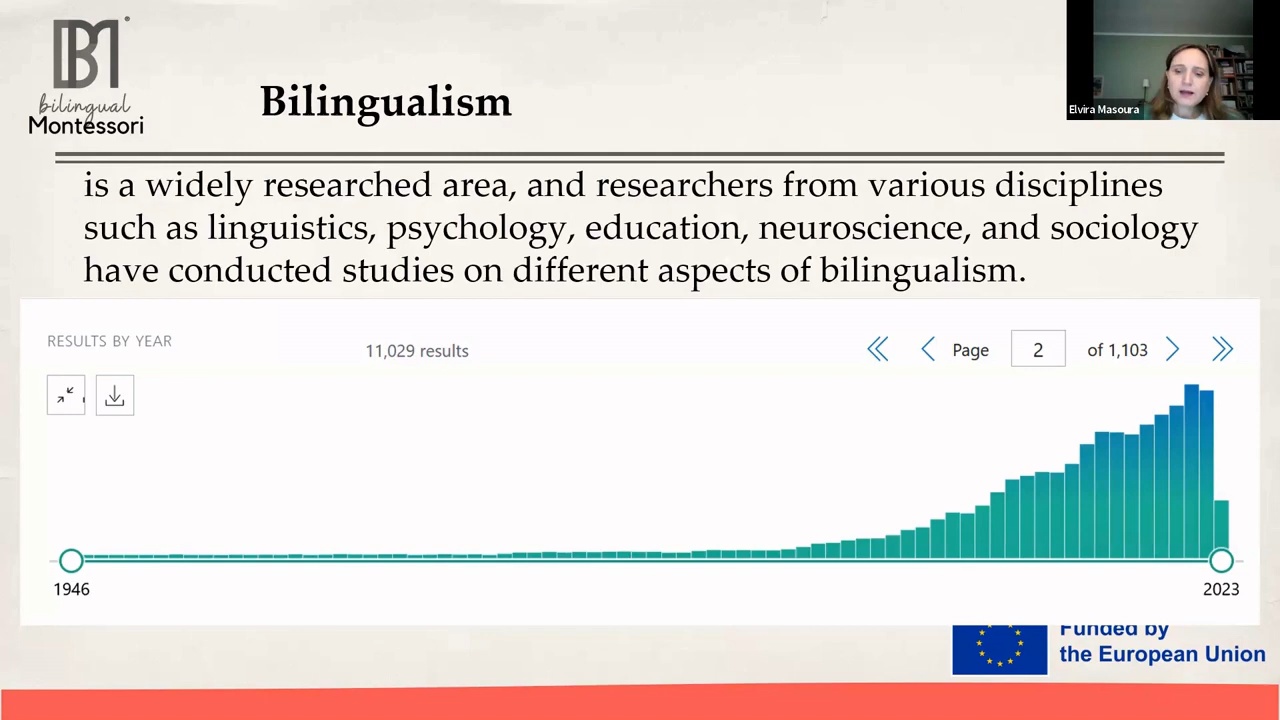 BM
bilingual
Montessori
Bilingualism
Elvira Masoura
is a widely researched area, and researchers from various disciplines
such as linguistics, psychology, education, neuroscience, and sociology
have conducted studies on different aspects of bilingualism.
RESULTS BY YEAR
11,029 results
Page 2 of 1,103
1946
2023
Funded by
the European Union